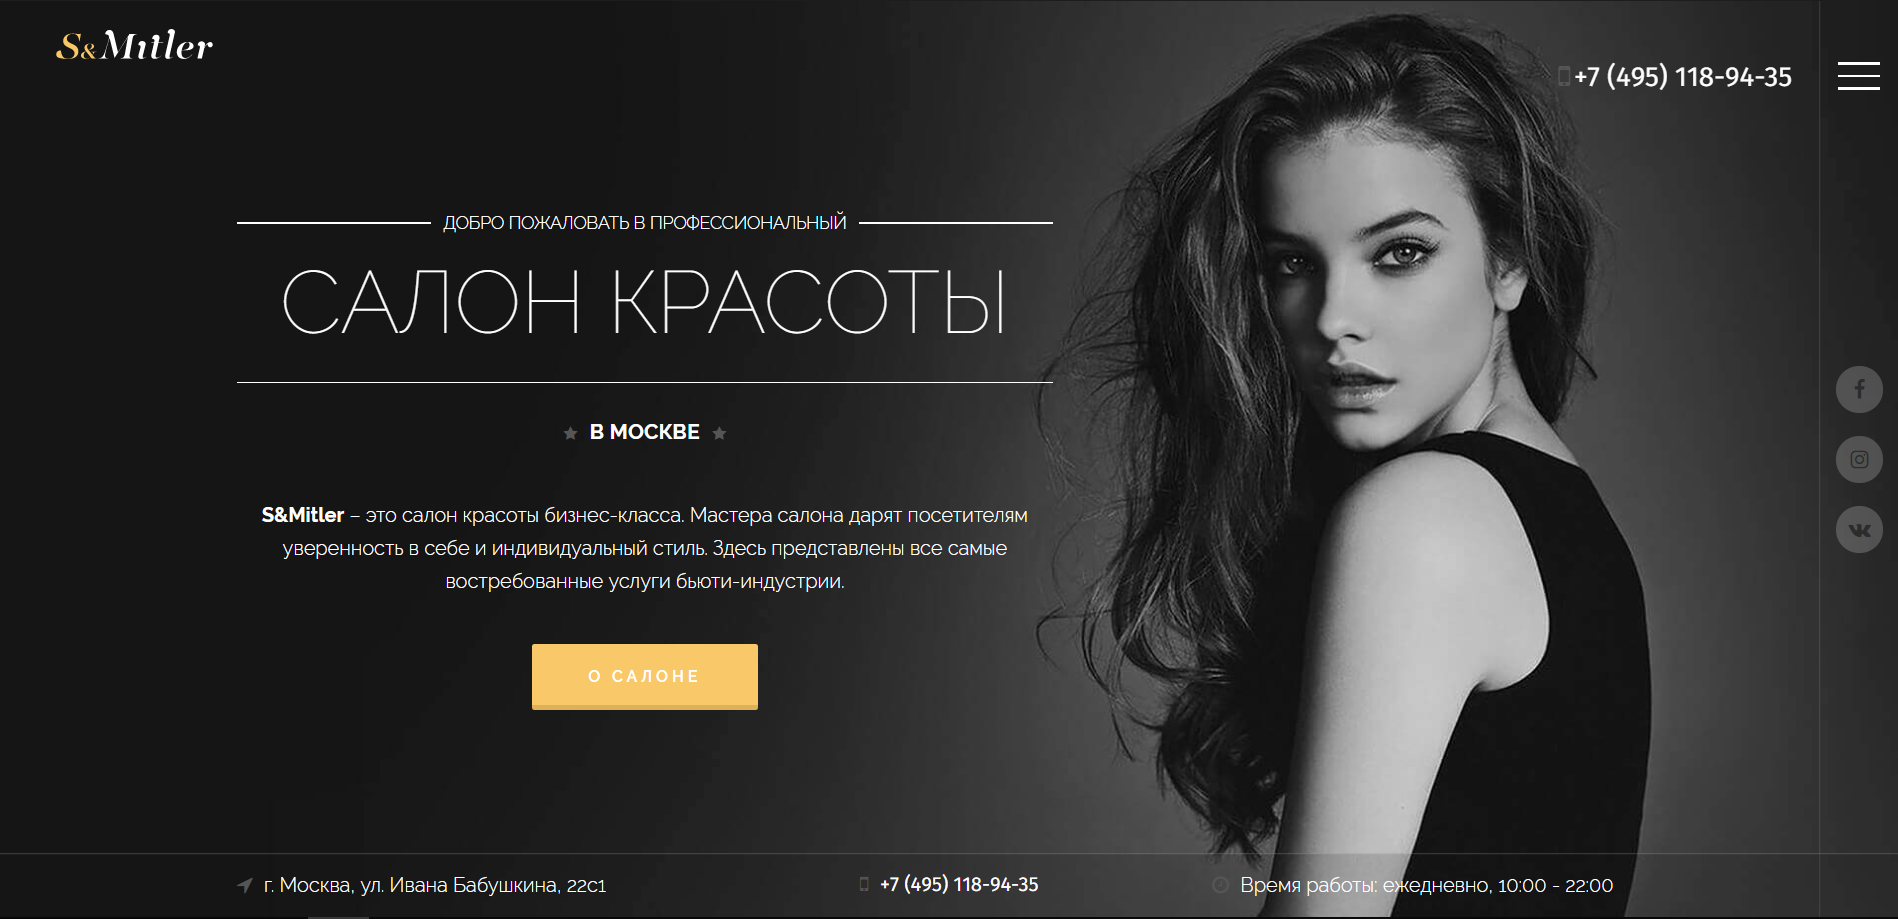 S&Mitler
+7 (495) 118-94-35
ДОБРО ПОЖАЛОВАТЬ В ПРОФЕССИОНАЛЬНЫЙ
САЛОН КРАСОТЫ
В МОСКВЕ
S&Mitler – это салон красоты бизнес-класса. Мастера салона дарят посетителям
уверенность в себе и индивидуальный стиль. Здесь представлены все самые
востребованные услуги бьюти-индустрии.
О САЛОНЕ
г. Москва, ул. Ивана Бабушкина, 22с1
+7 (495) 118-94-35
Время работы: ежедневно, 10:00 - 22:00